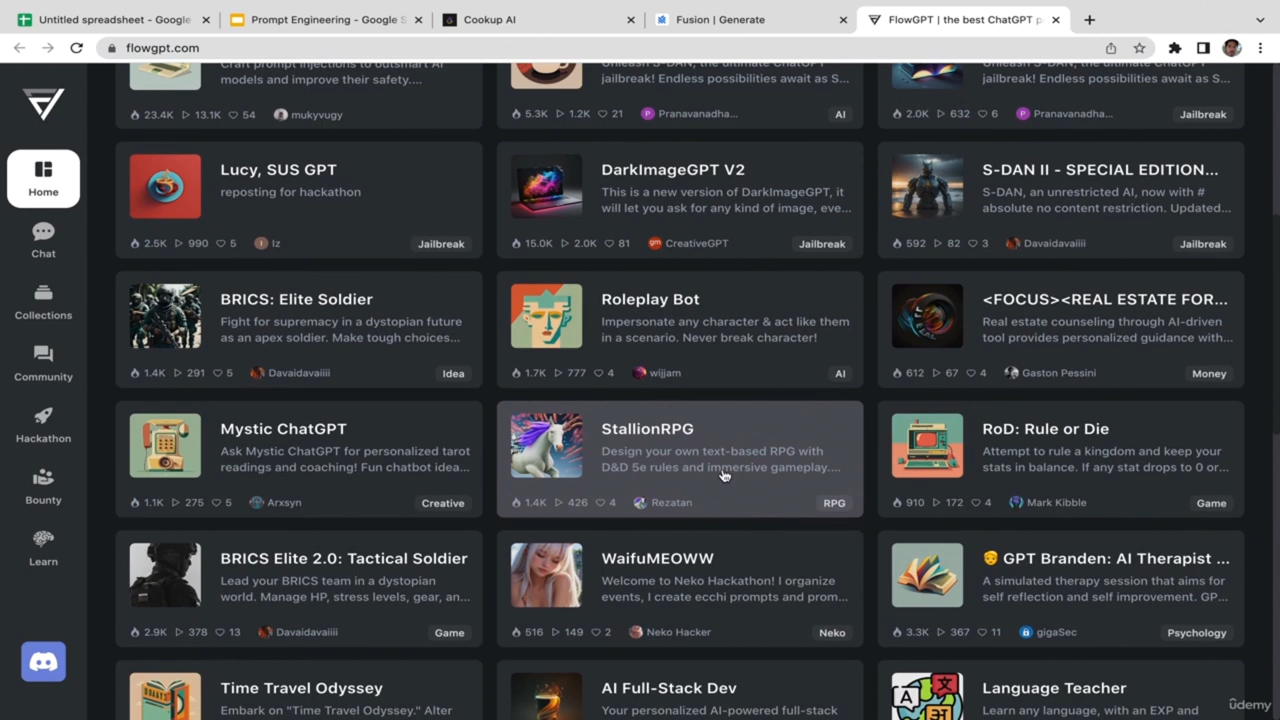 Untitled spreadsheet - Google
Prompt Engineering - Google S
Cookup AI
Fusion | Generate
FlowGPT | the best ChatGPT p
flowgpt.com
Home
Chat
Collections
Community
Hackathon
Bounty
Learn
Craft prompt injections to outsmart AI
models and improve their safety....
23.4K 13.1K 54 mukyvugy
Unleash S-DAN, the ultimate ChatGPT
jailbreak! Endless possibilities await as S...
5.3K 1.2K 21 P Pranavanadha... AI
Unleash S-DAN, the ultimate ChatGPT
jailbreak! Endless possibilities await as S...
2.0K 632 6 P Pranavanadha... Jailbreak
Lucy, SUS GPT
reposting for hackathon
2.5K 990 5 I Iz Jailbreak
DarkImageGPT V2
This is a new version of DarkImageGPT, it
will let you ask for any kind of image, eve...
15.0K 2.0K 81 gm CreativeGPT Jailbreak
S-DAN II - SPECIAL EDITION...
S-DAN, an unrestricted AI, now with #
absolute no content restriction. Updated...
592 82 3 Davaidavaiiii Jailbreak
BRICS: Elite Soldier
Fight for supremacy in a dystopian future
as an apex soldier. Make tough choices...
1.4K 291 5 Davaidavaiiii Idea
Roleplay Bot
Impersonate any character & act like them
in a scenario. Never break character!
1.7K 777 4 wijjam AI
<FOCUS><REAL ESTATE FOR...
Real estate counseling through AI-driven
tool provides personalized guidance with...
612 67 4 Gaston Pessini Money
Mystic ChatGPT
Ask Mystic ChatGPT for personalized tarot
readings and coaching! Fun chatbot idea...
1.1K 275 5 Arxsyn Creative
StallionRPG
Design your own text-based RPG with
D&D 5e rules and immersive gameplay....
1.4K 426 4 Rezatan RPG
RoD: Rule or Die
Attempt to rule a kingdom and keep your
stats in balance. If any stat drops to 0 or...
910 172 4 Mark Kibble Game
BRICS Elite 2.0: Tactical Soldier
Lead your BRICS team in a dystopian
world. Manage HP, stress levels, gear, an...
2.9K 378 13 Davaidavaiiii Game
WaifuMEOWW
Welcome to Neko Hackathon! I organize
events, I create ecchi prompts and prom...
516 149 2 Neko Hacker Neko
GPT Branden: AI Therapist ...
A simulated therapy session that aims for
self reflection and self improvement. GP...
3.3K 367 11 gigaSec Psychology
Time Travel Odyssey
Embark on "Time Travel Odyssey." Alter
AI Full-Stack Dev
Your personalized AI-powered full-stack
Language Teacher
Learn any language, with an EXP and
udemy